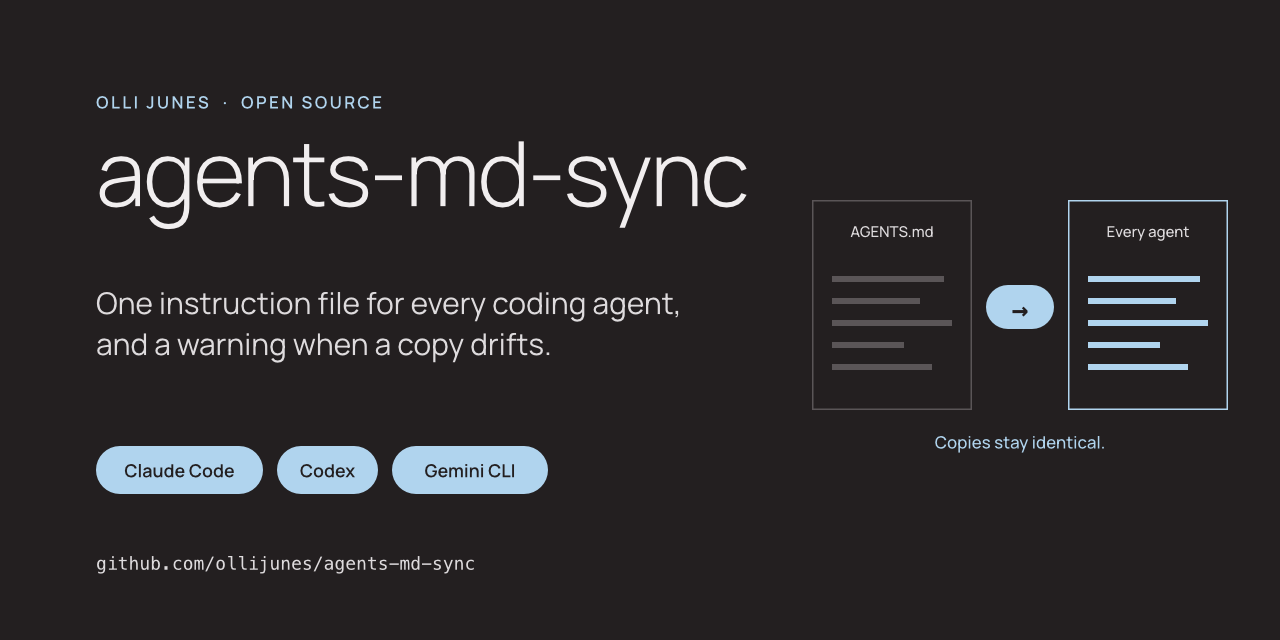 OLLI JUNES · OPEN SOURCE
agents-md-sync
One instruction file for every coding agent,
and a warning when a copy drifts.
Claude Code
Codex
Gemini CLI
github.com/ollijunes/agents-md-sync
AGENTS.md
→
Every agent
Copies stay identical.